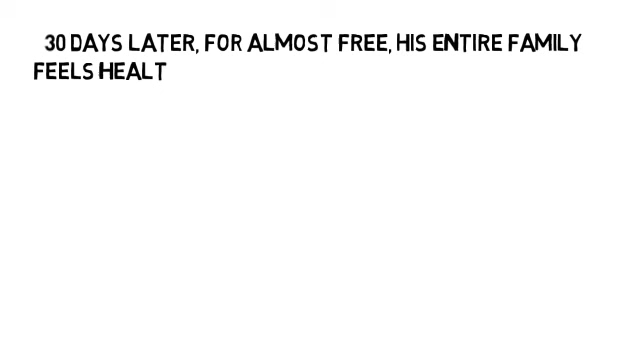 30 DAYS LATER, FOR ALMOST FREE, HIS ENTIRE FAMILY
FEELS HEALT